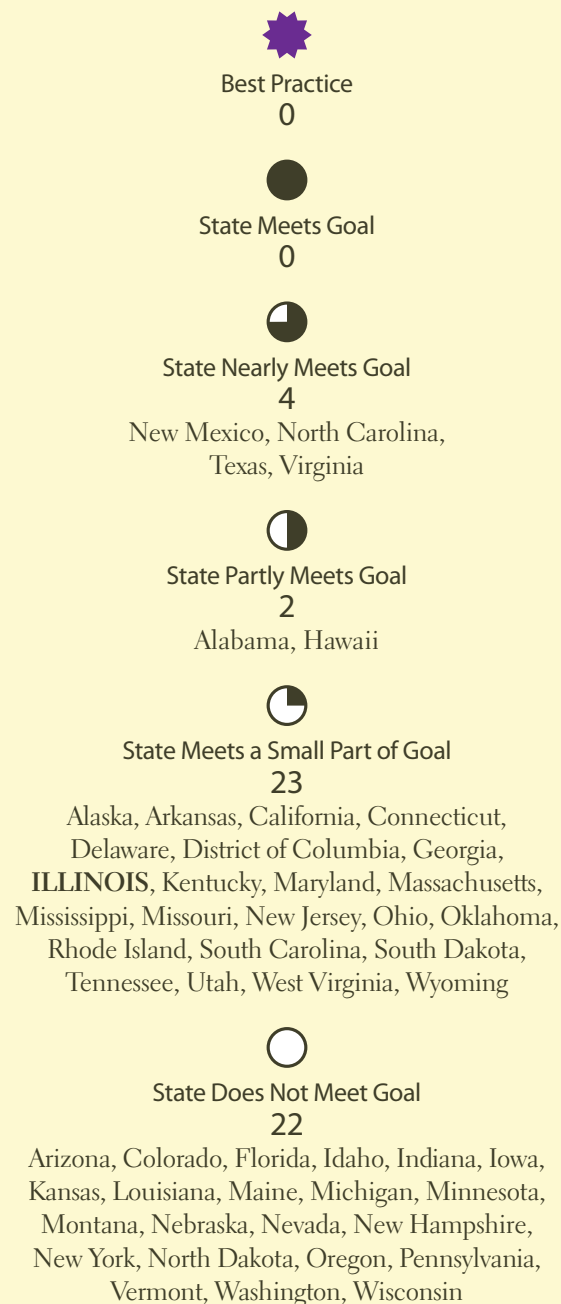 Best Practice
0
State Meets Goal
0
State Nearly Meets Goal
4
New Mexico, North Carolina,
Texas, Virginia
State Partly Meets Goal
2
Alabama, Hawaii
State Meets a Small Part of Goal
23
Alaska, Arkansas, California, Connecticut,
Delaware, District of Columbia, Georgia,
ILLINOIS, Kentucky, Maryland, Massachusetts,
Mississippi, Missouri, New Jersey, Ohio, Oklahoma,
Rhode Island, South Carolina, South Dakota,
Tennessee, Utah, West Virginia, Wyoming
State Does Not Meet Goal
22
Arizona, Colorado, Florida, Idaho, Indiana, Iowa,
Kansas, Louisiana, Maine, Michigan, Minnesota,
Montana, Nebraska, Nevada, New Hampshire,
New York, North Dakota, Oregon, Pennsylvania,
Vermont, Washington, Wisconsin